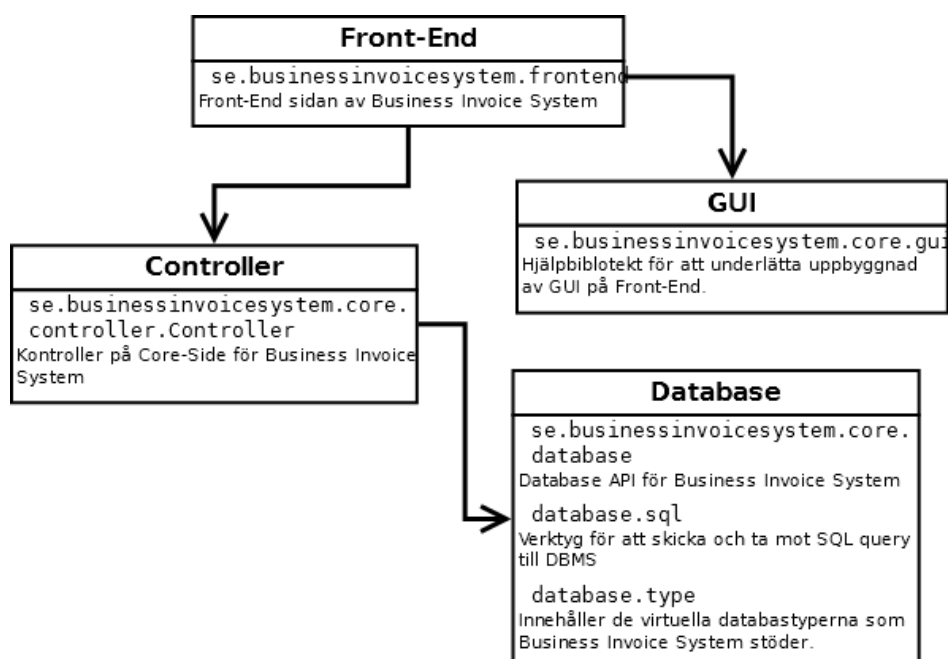 Front-End
se.businessinvoicesystem.frontend
Front-End sidan av Business Invoice System
GUI
se.businessinvoicesystem.core.gui
Hjälpbiblotekt för att underlätta uppbyggnad
av GUI på Front-End.
Controller
se.businessinvoicesystem.core.
controller.Controller
Kontroller på Core-Side för Business Invoice
System
Database
se.businessinvoicesystem.core.
database
Database API för Business Invoice System
database.sql
Verktyg för att skicka och ta mot SQL query
till DBMS
database.type
Innehåller de virtuella databastyperna som
Business Invoice System stöder.